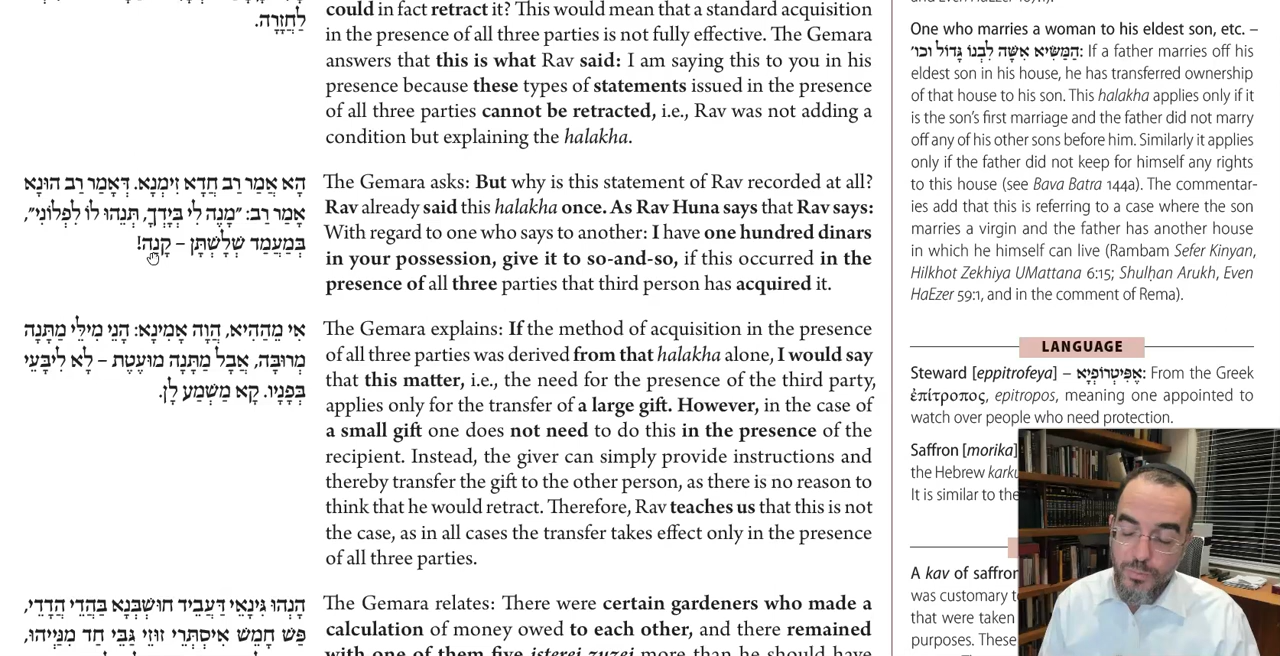 לַחֲזָרָה.
הָא אֲמַר רַב חֲדָא זִימְנָא. דְּאָמַר רַב הוּנָא
אָמַר רַב: "מָנֶה לִי בְּיָדְךָ, תְּנֵהוּ לוֹ לִפְלוֹנִי",
בְּמַעֲמַד שְׁלָשְׁתָּן – קָנָה!
אִי מֵהַהִיא, הֲוָה אָמֵינָא: הָנֵי מִילֵּי מַתָּנָה
מְרוּבָּה, אֲבָל מַתָּנָה מוּעֶטֶת – לָא לִיבָּעֵי
בְּפָנָיו. קָא מַשְׁמַע לָן.
הָנְהוּ גִּינָּאֵי דַּעֲבִיד חוּשְׁבָּנָא בַּהֲדֵי הֲדָדֵי,
פָּשׁ חֲמֵשׁ אִיסְתְּרֵי זוּזֵי גַּבֵּי חַד מִנַּיְיהוּ,
could in fact retract it? This would mean that a standard acquisition
in the presence of all three parties is not fully effective. The Gemara
answers that this is what Rav said: I am saying this to you in his
presence because these types of statements issued in the presence
of all three parties cannot be retracted, i.e., Rav was not adding a
condition but explaining the halakha.
The Gemara asks: But why is this statement of Rav recorded at all?
Rav already said this halakha once. As Rav Huna says that Rav says:
With regard to one who says to another: I have one hundred dinars
in your possession, give it to so-and-so, if this occurred in the
presence of all three parties that third person has acquired it.
The Gemara explains: If the method of acquisition in the presence
of all three parties was derived from that halakha alone, I would say
that this matter, i.e., the need for the presence of the third party,
applies only for the transfer of a large gift. However, in the case of
a small gift one does not need to do this in the presence of the
recipient. Instead, the giver can simply provide instructions and
thereby transfer the gift to the other person, as there is no reason to
think that he would retract. Therefore, Rav teaches us that this is not
the case, as in all cases the transfer takes effect only in the presence
of all three parties.
The Gemara relates: There were certain gardeners who made a
calculation of money owed to each other, and there remained
with one of them five isterei zuzei more than he should have
One who marries a woman to his eldest son, etc. –
הַמַּשִּׂיא אִשָּׁה לִבְנוֹ גָּדוֹל וכו׳: If a father marries off his
eldest son in his house, he has transferred ownership
of that house to his son. This halakha applies only if it
is the son's first marriage and the father did not marry
off any of his other sons before him. Similarly it applies
only if the father did not keep for himself any rights
to this house (see Bava Batra 144a). The commentar-
ies add that this is referring to a case where the son
marries a virgin and the father has another house
in which he himself can live (Rambam Sefer Kinyan,
Hilkhot Zekhiya UMattana 6:15; Shulḥan Arukh, Even
HaEzer 59:1, and in the comment of Rema).
LANGUAGE
Steward [eppitrofeya] – אֶפִּיטְרוֹפְּיָא: From the Greek
ἐπίτροπος, epitropos, meaning one appointed to
watch over people who need protection.
Saffron [morika]
the Hebrew
It is similar to the
A kav of saffron
was customary
that were taken
purposes. These